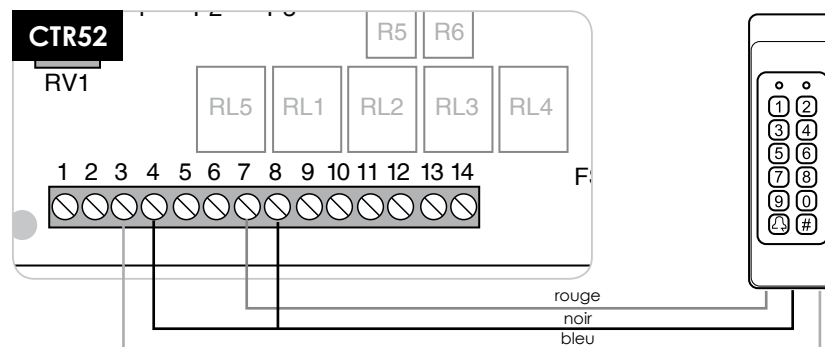 CTR52
R5 R6
RV1
RL5 RL1 RL2 RL3 RL4
1 2 3 4 5 6 7 8 9 10 11 12 13 14
1 2
3 4
5 6
7 8
9 0
#
rouge
noir
bleu